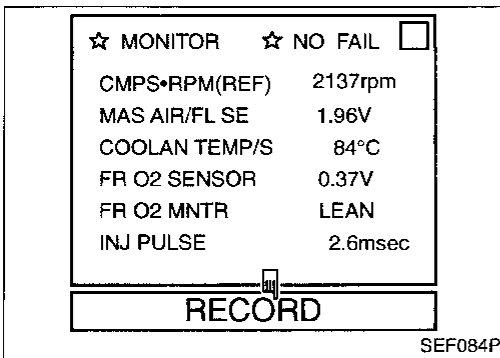 ☆ MONITOR ☆ NO FAIL
CMPS•RPM(REF) 2137rpm
MAS AIR/FL SE 1.96V
COOLAN TEMP/S 84°C
FR O2 SENSOR 0.37V
FR O2 MNTR LEAN
INJ PULSE 2.6msec
RECORD
SEF084P